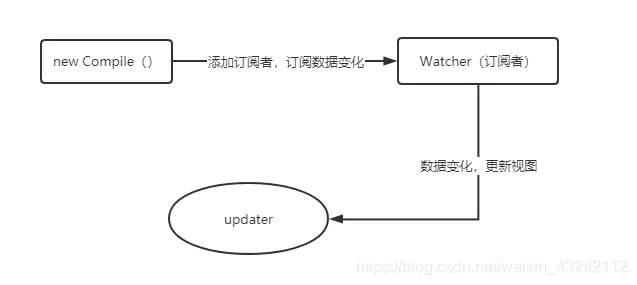 new Compile（）
添加订阅者，订阅数据变化
Watcher（订阅者）
数据变化，更新视图
updater
https://blog.csdn.net/weixin_43242112